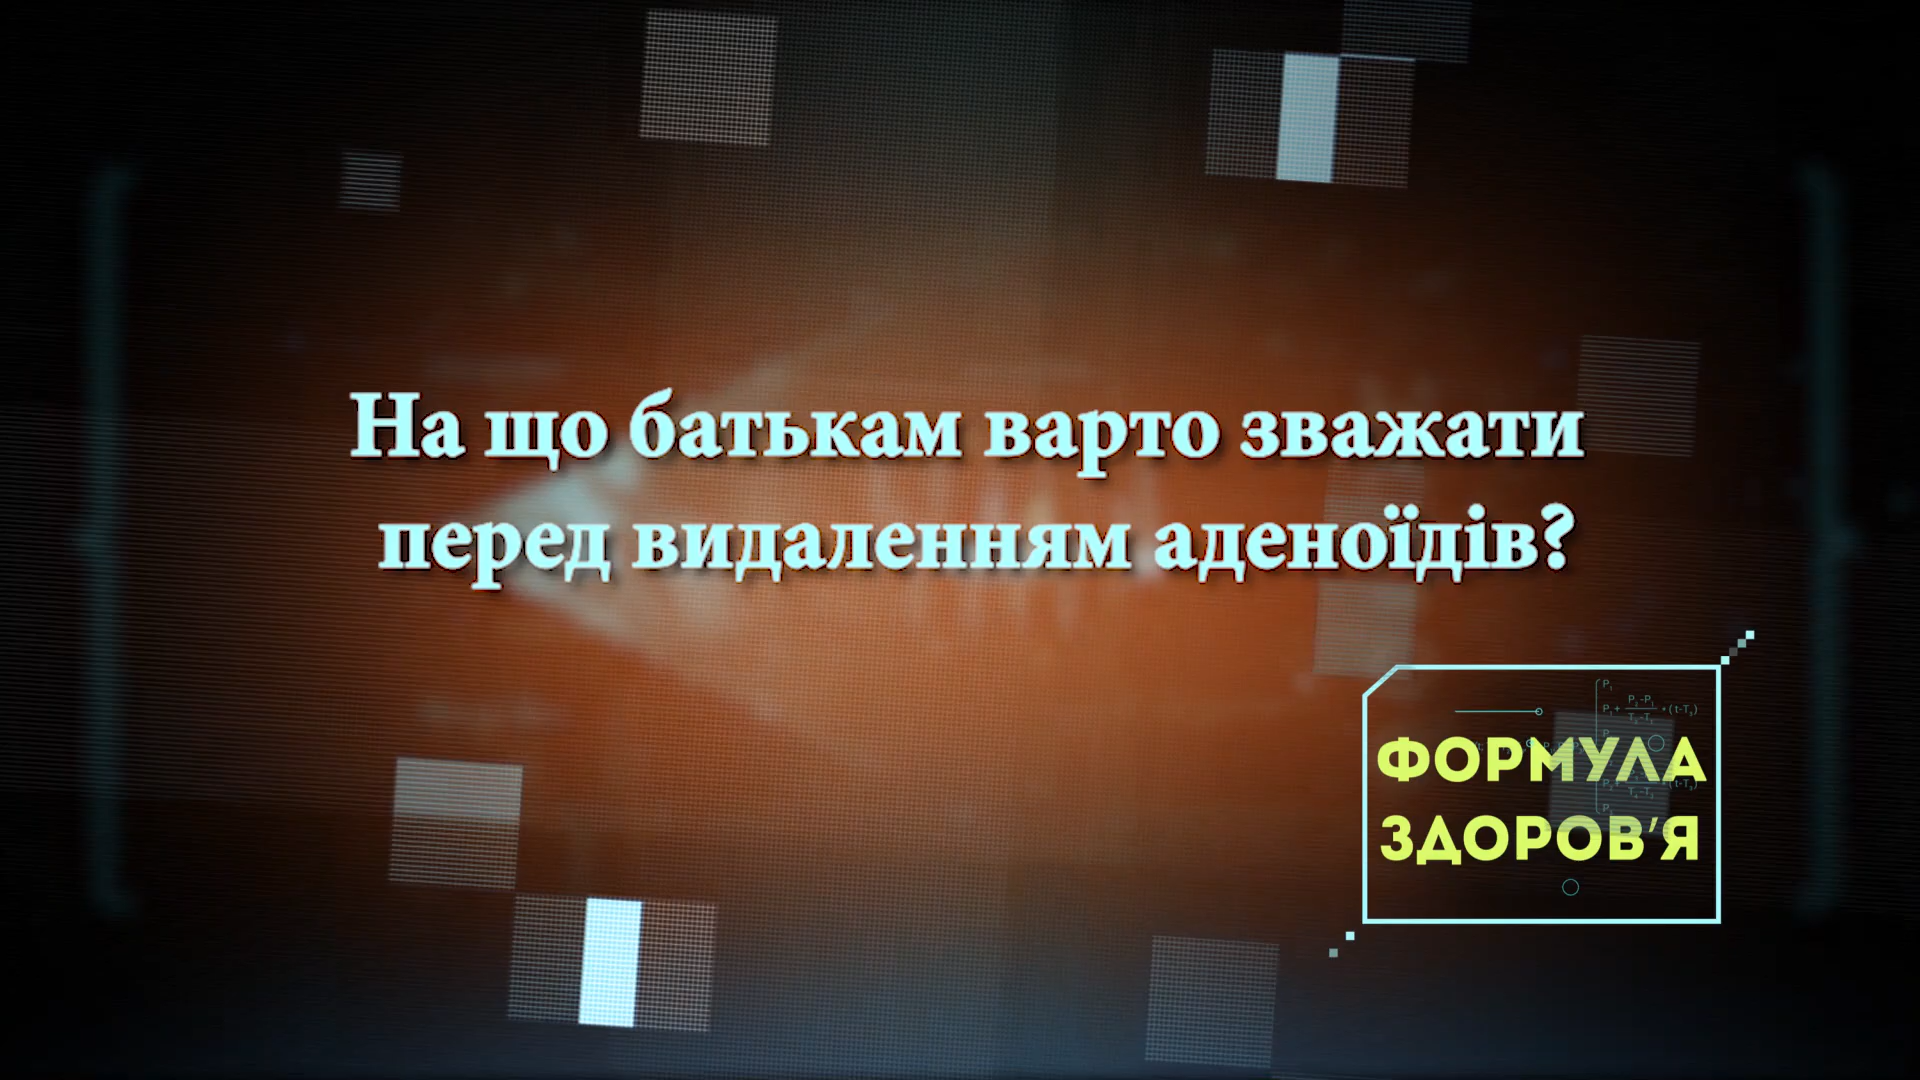 На що батькам варто зважати
перед видаленням аденоїдів?
ФОРМУЛА
ЗДОРОВ’Я